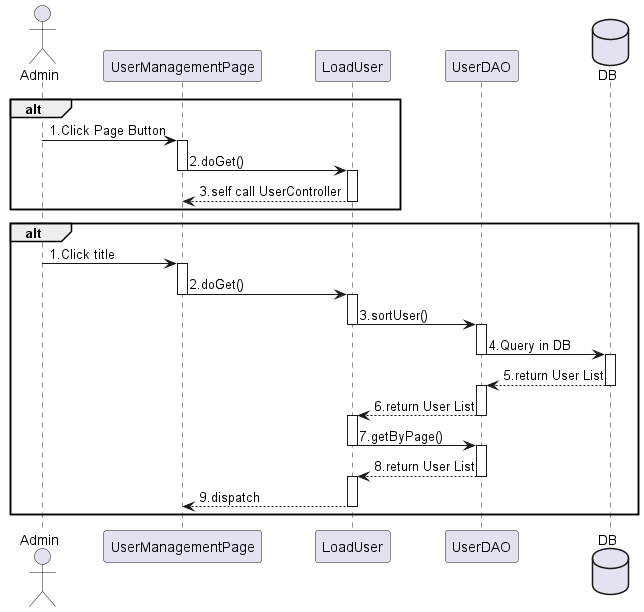 Admin
UserManagementPage
LoadUser
UserDAO
DB
alt
1.Click Page Button
2.doGet()
3.self call UserController
alt
1.Click title
2.doGet()
3.sortUser()
4.Query in DB
5.return User List
6.return User List
7.getByPage()
8.return User List
9.dispatch
Admin
UserManagementPage
LoadUser
UserDAO
DB